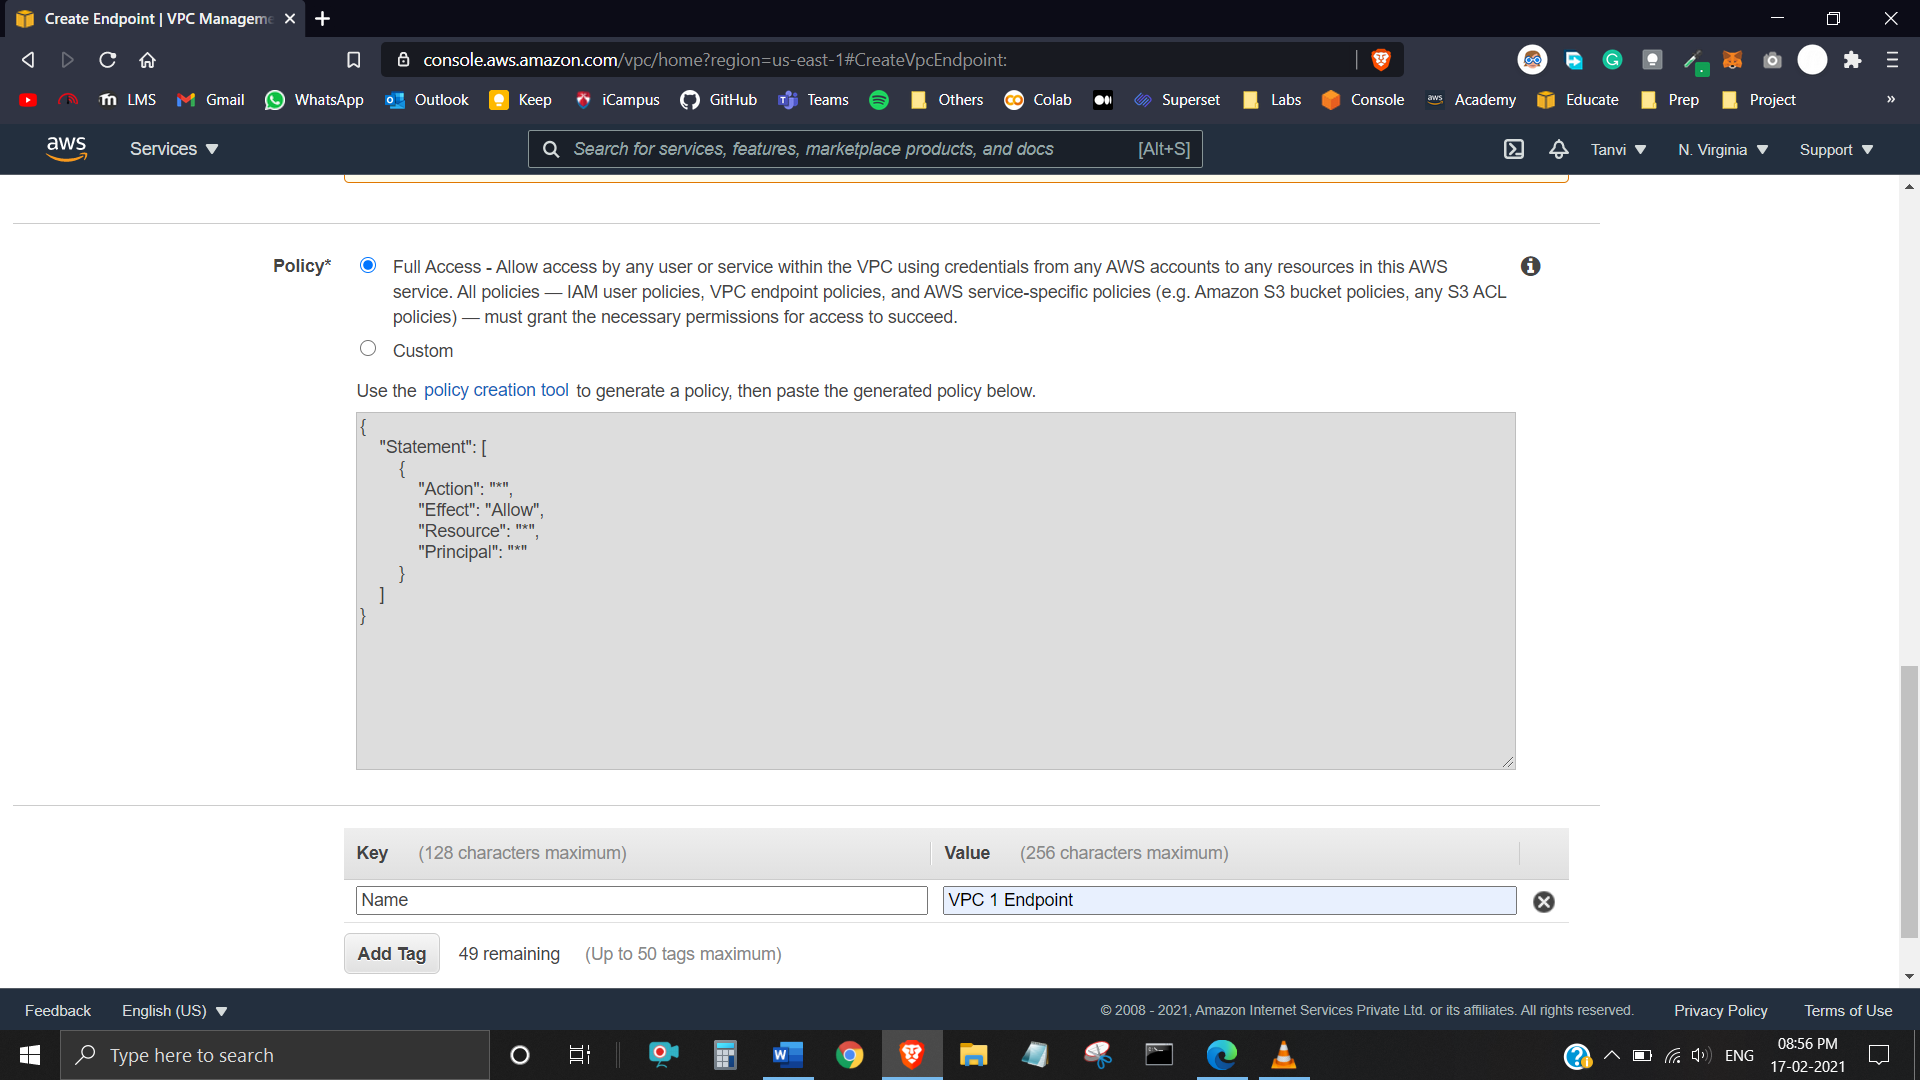 Create Endpoint | VPC Manageme
console.aws.amazon.com/vpc/home?region=us-east-1#CreateVpcEndpoint:
LMS Gmail WhatsApp Outlook Keep iCampus GitHub Teams Others Colab Superset Labs Console aws Academy Educate Prep Project »
aws Services Search for services, features, marketplace products, and docs [Alt+S] Tanvi N. Virginia Support
Policy* Full Access - Allow access by any user or service within the VPC using credentials from any AWS accounts to any resources in this AWS
service. All policies — IAM user policies, VPC endpoint policies, and AWS service-specific policies (e.g. Amazon S3 bucket policies, any S3 ACL
policies) — must grant the necessary permissions for access to succeed.
Custom
Use the policy creation tool to generate a policy, then paste the generated policy below.
{
"Statement": [
{
"Action": "*",
"Effect": "Allow",
"Resource": "*",
"Principal": "*"
}
]
}
Key (128 characters maximum) Value (256 characters maximum)
Name VPC 1 Endpoint
Add Tag 49 remaining (Up to 50 tags maximum)
Feedback English (US) © 2008 - 2021, Amazon Internet Services Private Ltd. or its affiliates. All rights reserved. Privacy Policy Terms of Use
Type here to search ENG 08:56 PM
17-02-2021